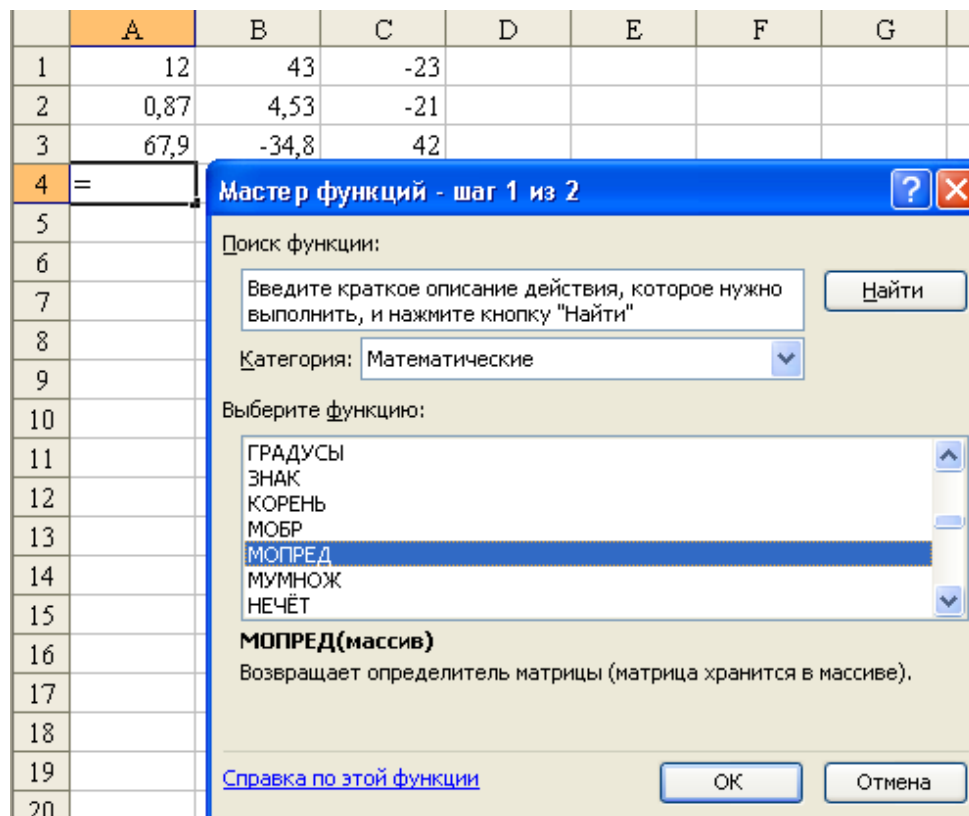 A B C D E F G
1 12 43 -23
2 0,87 4,53 -21
3 67,9 -34,8 42
4 =
Мастер функций - шаг 1 из 2
5
Поиск функции:
6
Введите краткое описание действия, которое нужно
7 Найти
выполнить, и нажмите кнопку "Найти"
8
Категория: Математические
9
10 Выберите функцию:
11 ГРАДУСЫ
ЗНАК
12 КОРЕНЬ
13 МОБР
МОПРЕД
14 МУМНОЖ
15 НЕЧЁТ
16 МОПРЕД(массив)
Возвращает определитель матрицы (матрица хранится в массиве).
17
18
19 Справка по этой функции ОК Отмена
20